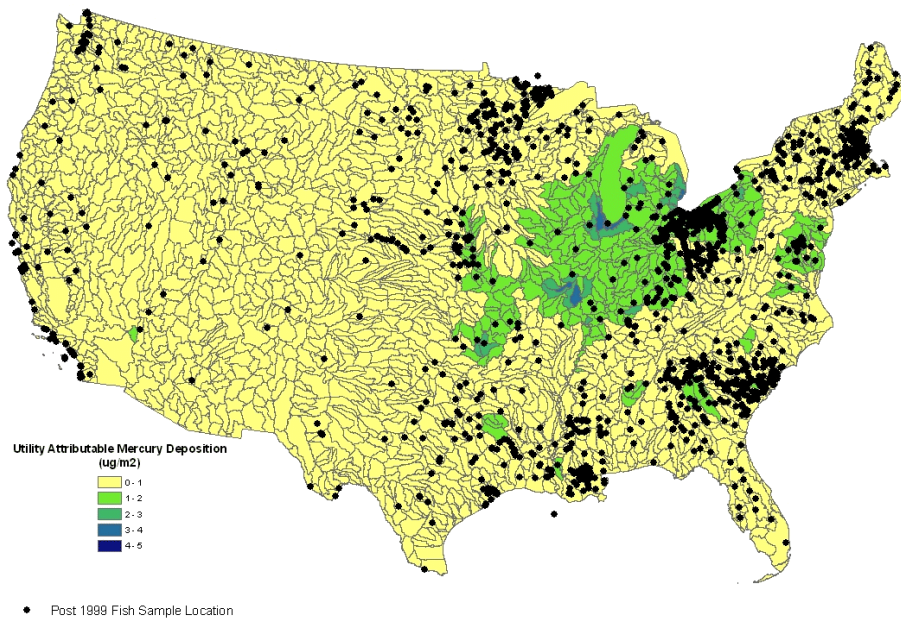 Utility Attributable Mercury Deposition
(ug/m2)
0 - 1
1 - 2
2 - 3
3 - 4
4 - 5
Post 1999 Fish Sample Location